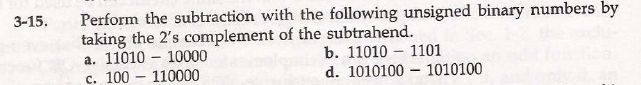 3-15. Perform the subtraction with the following unsigned binary numbers by
taking the 2's complement of the subtrahend.
a. 11010 – 10000 b. 11010 – 1101
c. 100 – 110000 d. 1010100 – 1010100